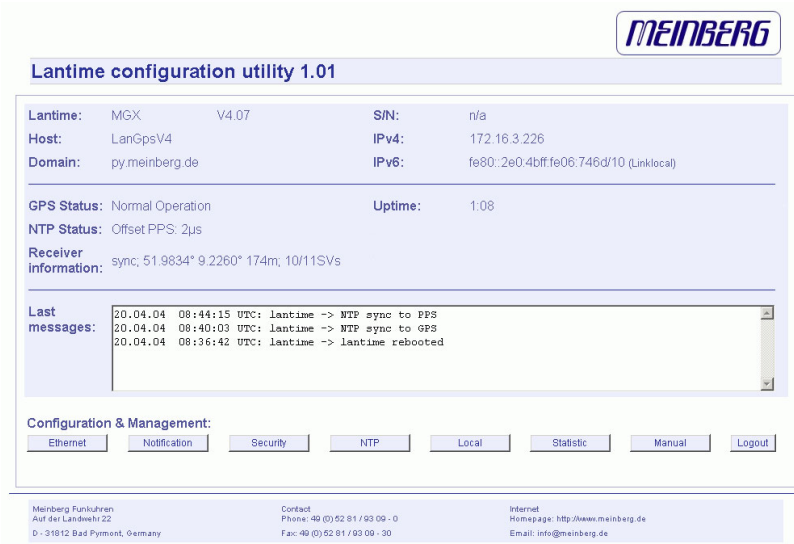 MEINBERG
Lantime configuration utility 1.01
Lantime: MGX V4.07 S/N: n/a
Host: LanGpsV4 IPv4: 172.16.3.226
Domain: py.meinberg.de IPv6: fe80::2e0:4bff:fe06:746d/10 (Linklocal)
GPS Status: Normal Operation Uptime: 1:08
NTP Status: Offset PPS: 2µs
Receiver
information: sync; 51.9834° 9.2260° 174m; 10/11SVs
Last
messages:
20.04.04 08:44:15 UTC: lantime -> NTP sync to PPS
20.04.04 08:40:03 UTC: lantime -> NTP sync to GPS
20.04.04 08:36:42 UTC: lantime -> lantime rebooted
Configuration & Management:
Ethernet Notification Security NTP Local Statistic Manual Logout
Meinberg Funkuhren Contact Internet
Auf der Landwehr 22 Phone: 49 (0) 52 81 / 93 09 - 0 Homepage: http://www.meinberg.de
D - 31812 Bad Pyrmont, Germany Fax: 49 (0) 52 81 / 93 09 - 30 Email: info@meinberg.de